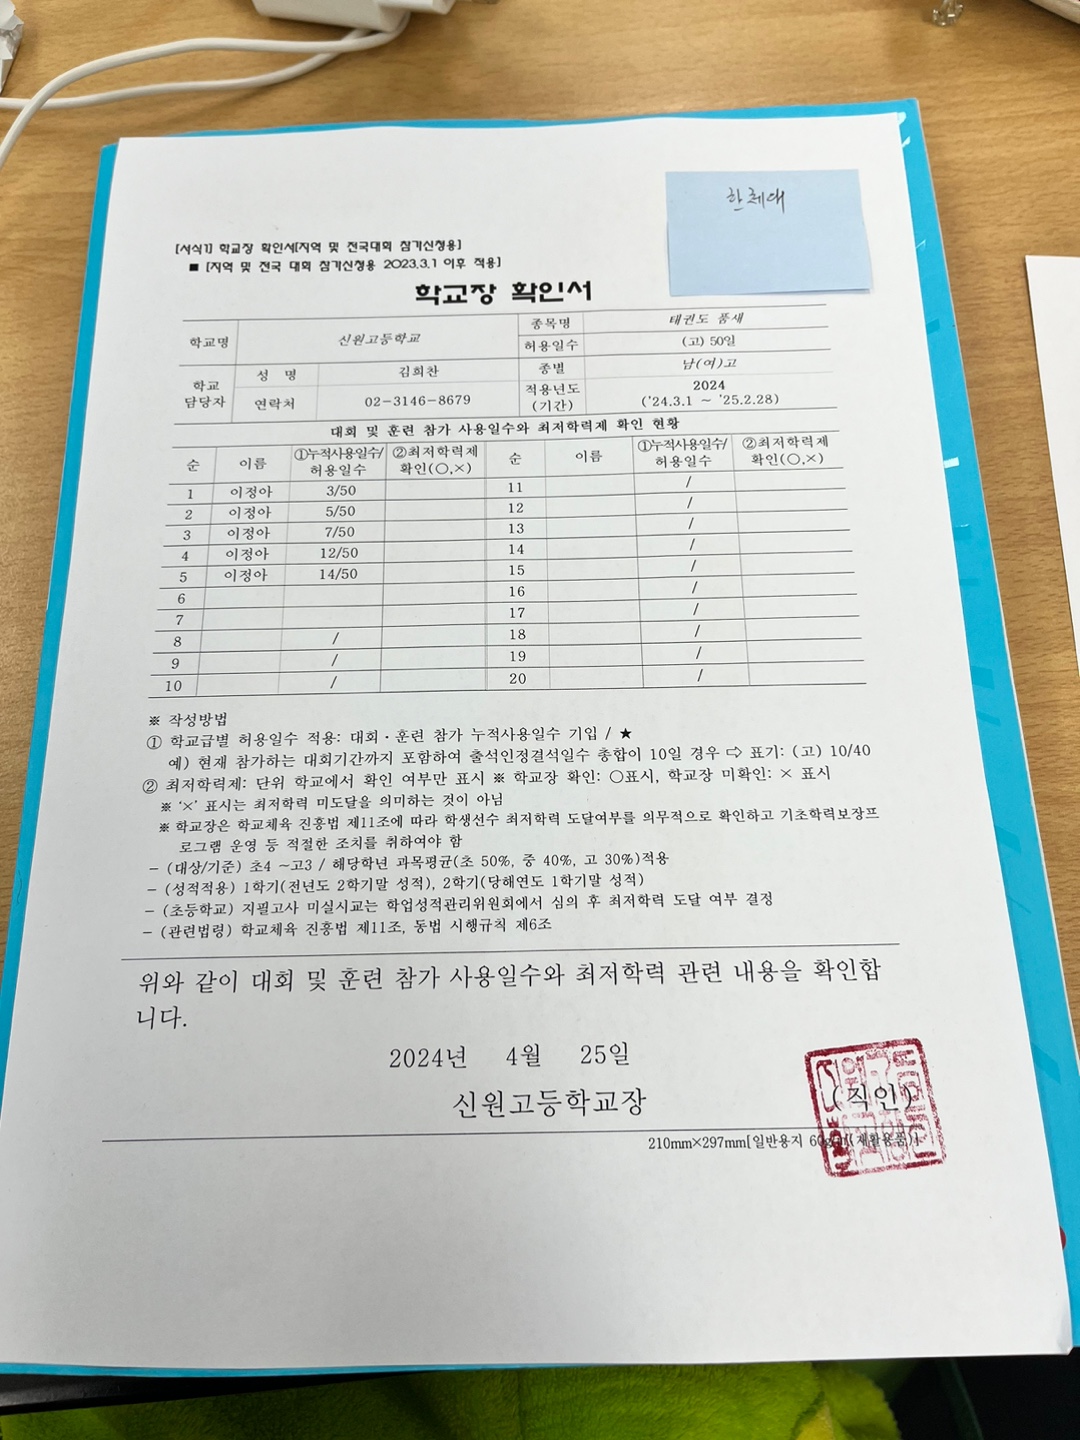 한체대
[서식1] 학교장 확인서[지역 및 전국대회 참가신청용]
■ [지역 및 전국 대회 참가신청용 2023.3.1 이후 적용]
학교장 확인서
학교명 신원고등학교 종목명 태권도 품새
허용일수 (고) 50일
학교 담당자 성 명 김희찬 종별 남(여)고
연락처 02-3146-8679 적용년도 (기간) 2024 ('24.3.1 ~ '25.2.28)
대회 및 훈련 참가 사용일수와 최저학력제 확인 현황
순 이름 ①누적사용일수/허용일수 ②최저학력제 확인(○,×) 순 이름 ①누적사용일수/허용일수 ②최저학력제 확인(○,×)
1 이정아 3/50 11 /
2 이정아 5/50 12 /
3 이정아 7/50 13 /
4 이정아 12/50 14 /
5 이정아 14/50 15 /
6 16 /
7 17 /
8 / 18 /
9 / 19 /
10 / 20 /
※ 작성방법
① 학교급별 허용일수 적용: 대회·훈련 참가 누적사용일수 기입 / ★
예) 현재 참가하는 대회기간까지 포함하여 출석인정결석일수 총합이 10일 경우 ⇨ 표기: (고) 10/40
② 최저학력제: 단위 학교에서 확인 여부만 표시 ※ 학교장 확인: ○표시, 학교장 미확인: × 표시
※ '×' 표시는 최저학력 미도달을 의미하는 것이 아님
※ 학교장은 학교체육 진흥법 제11조에 따라 학생선수 최저학력 도달여부를 의무적으로 확인하고 기초학력보장프
로그램 운영 등 적절한 조치를 취하여야 함
- (대상/기준) 초4 ~고3 / 해당학년 과목평균(초 50%, 중 40%, 고 30%)적용
- (성적적용) 1학기(전년도 2학기말 성적), 2학기(당해연도 1학기말 성적)
- (초등학교) 지필고사 미실시교는 학업성적관리위원회에서 심의 후 최저학력 도달 여부 결정
- (관련법령) 학교체육 진흥법 제11조, 동법 시행규칙 제6조
위와 같이 대회 및 훈련 참가 사용일수와 최저학력 관련 내용을 확인합
니다.
2024년 4월 25일
신원고등학교장 (직인)
210mm×297mm[일반용지 60g/㎡(재활용품)]